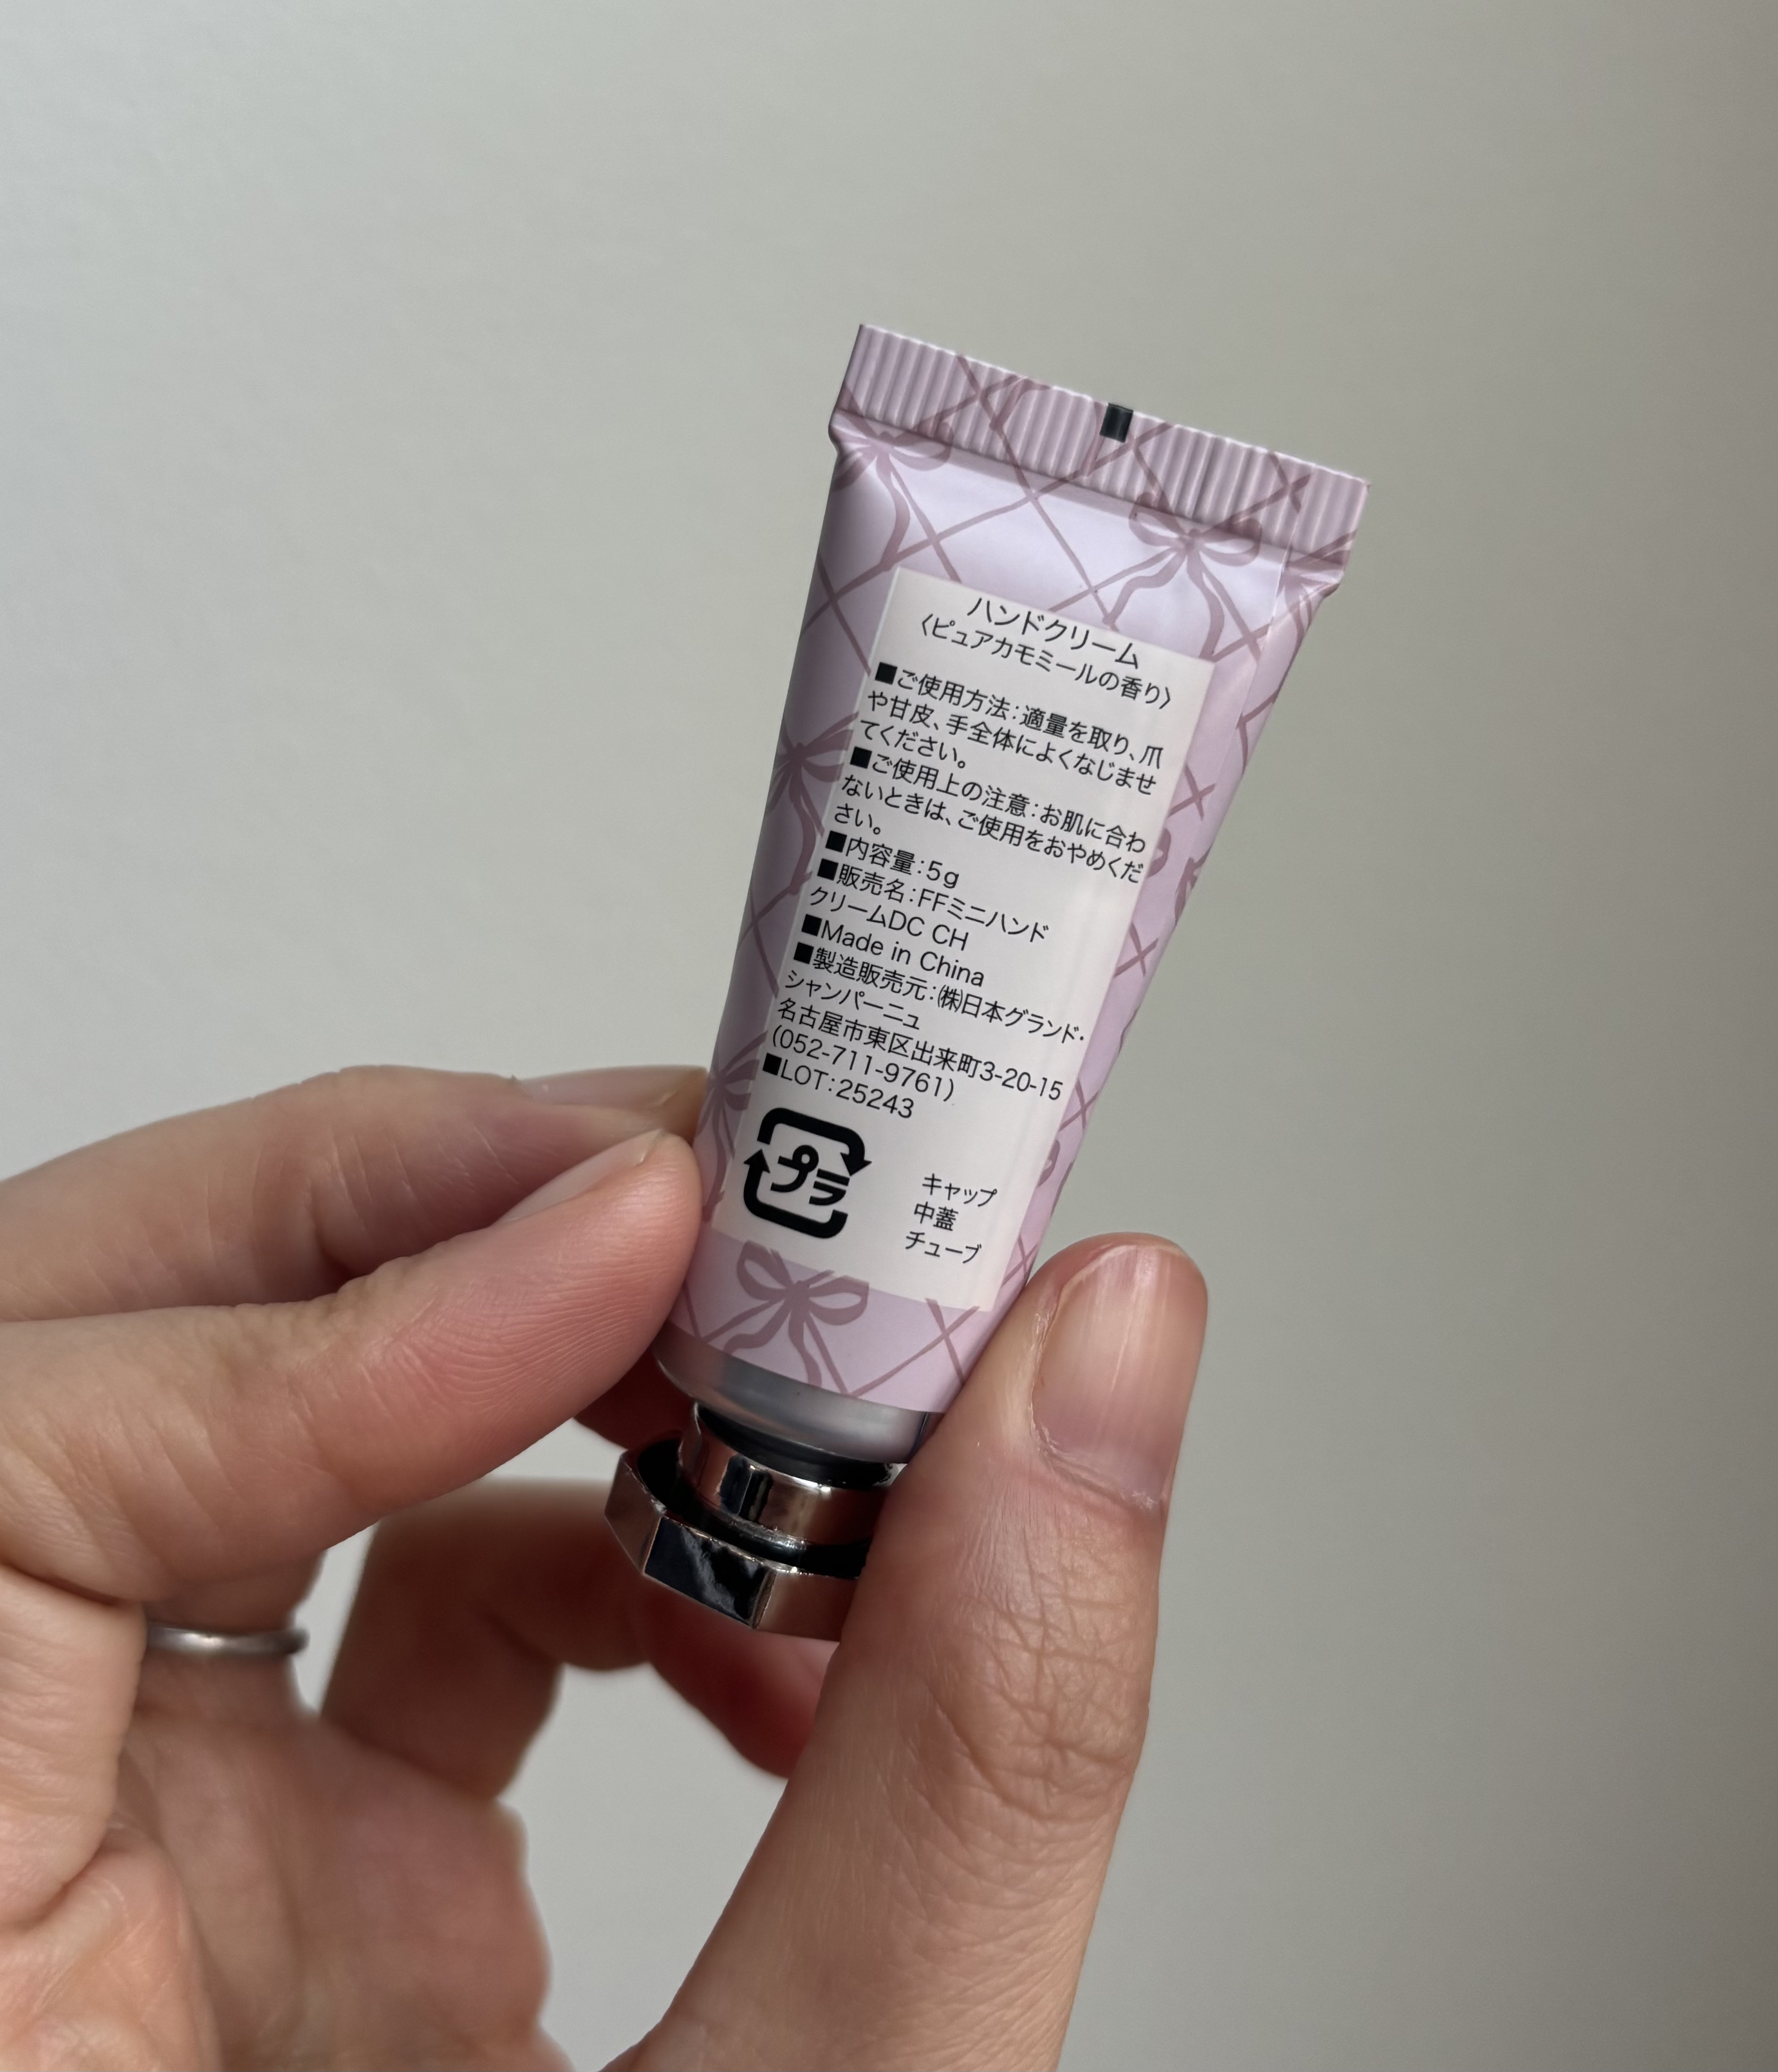 ハンドクリーム
〈ピュアカモミールの香り〉
■ご使用方法:適量を取り、爪
や甘皮、手全体によくなじませ
てください。
■ご使用上の注意:お肌に合わ
ないときは、ご使用をおやめくだ
さい。
■内容量:5g
■販売名:FFミニハンド
クリームDC CH
■Made in China
■製造販売元:㈱日本グランド・
シャンパーニュ
名古屋市東区出来町3-20-15
(052-711-9761)
■LOT:25243
プラ
キャップ
中蓋
チューブ